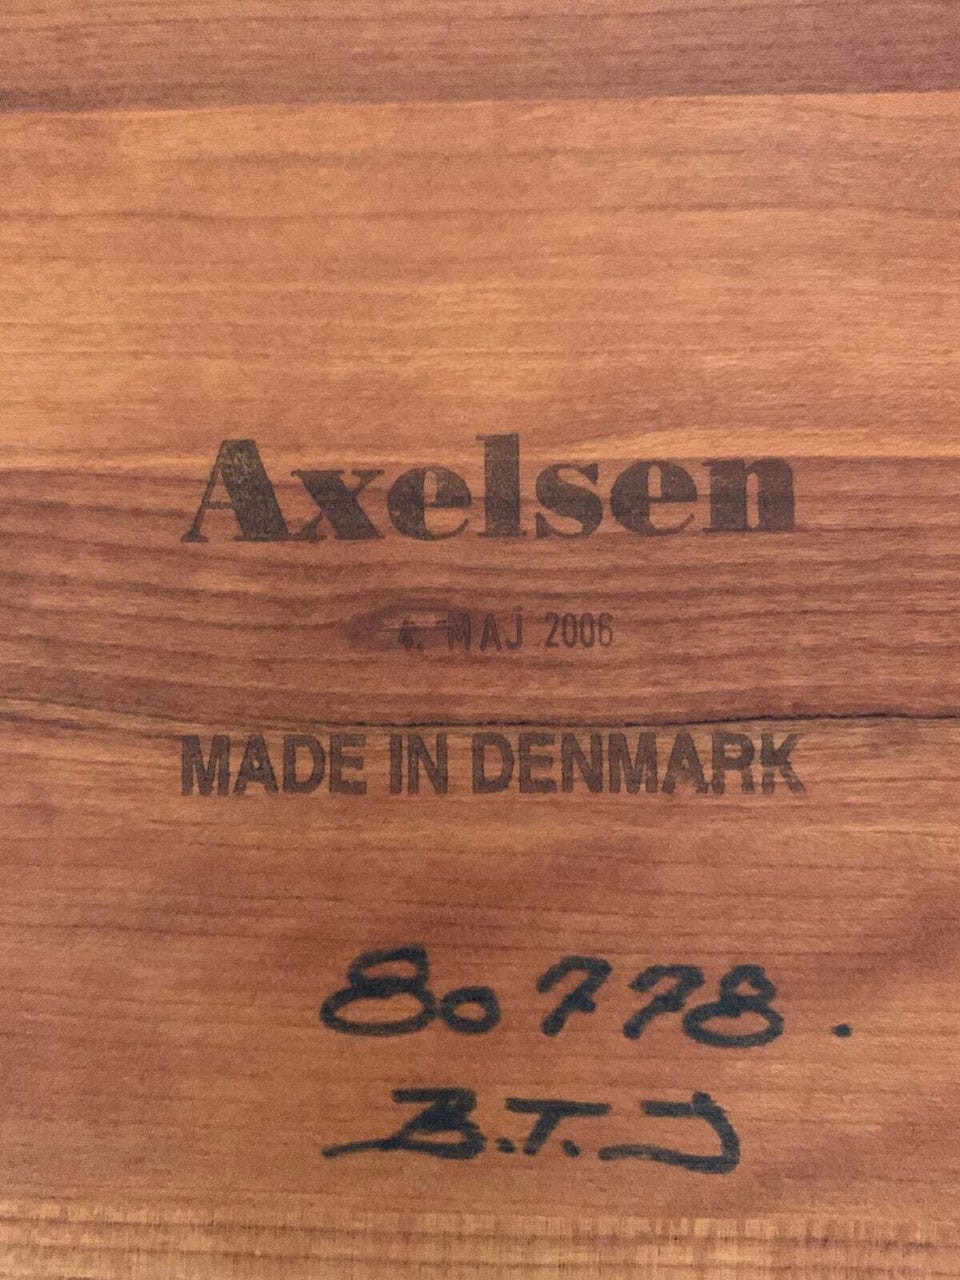 Axelsen
4. MAJ 2006
MADE IN DENMARK
80778.
B.T.J